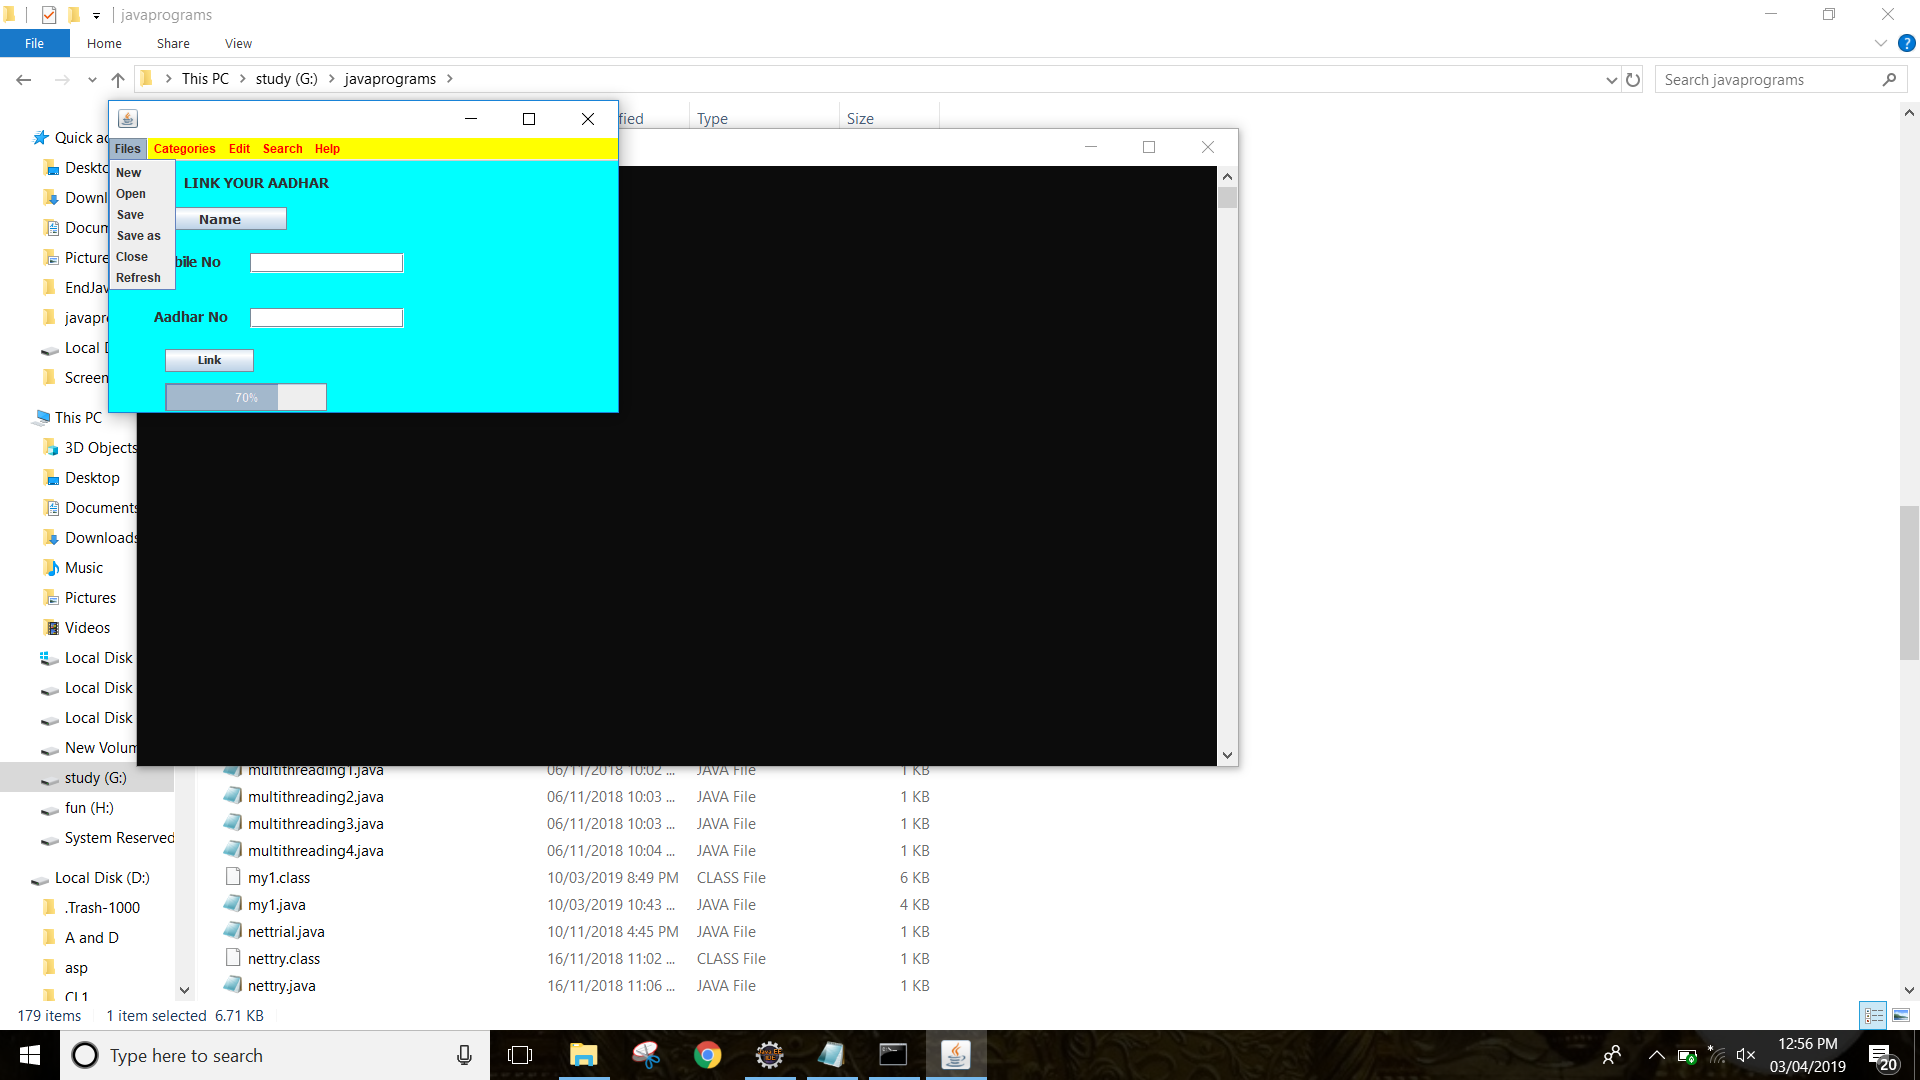 javaprograms
File Home Share View
This PC study (G:) javaprograms
Search javaprograms
Type Size
Files Categories Edit Search Help
New
Open
Save
Save as
Close
Refresh
LINK YOUR AADHAR
Name
bile No
Aadhar No
Link
70%
Quick ac
Deskto
Downl
Docum
Picture
EndJav
javapr
Local D
Screen
This PC
3D Objects
Desktop
Documents
Downloads
Music
Pictures
Videos
Local Disk
Local Disk
Local Disk
New Volum
study (G:)
fun (H:)
System Reserved
Local Disk (D:)
.Trash-1000
A and D
asp
CL1
multithreading1.java 06/11/2018 10:02 ... JAVA File 1 KB
multithreading2.java 06/11/2018 10:03 ... JAVA File 1 KB
multithreading3.java 06/11/2018 10:03 ... JAVA File 1 KB
multithreading4.java 06/11/2018 10:04 ... JAVA File 1 KB
my1.class 10/03/2019 8:49 PM CLASS File 6 KB
my1.java 10/03/2019 10:43 ... JAVA File 4 KB
nettrial.java 10/11/2018 4:45 PM JAVA File 1 KB
nettry.class 16/11/2018 11:02 ... CLASS File 1 KB
nettry.java 16/11/2018 11:06 ... JAVA File 1 KB
179 items 1 item selected 6.71 KB
Type here to search
12:56 PM
03/04/2019
20